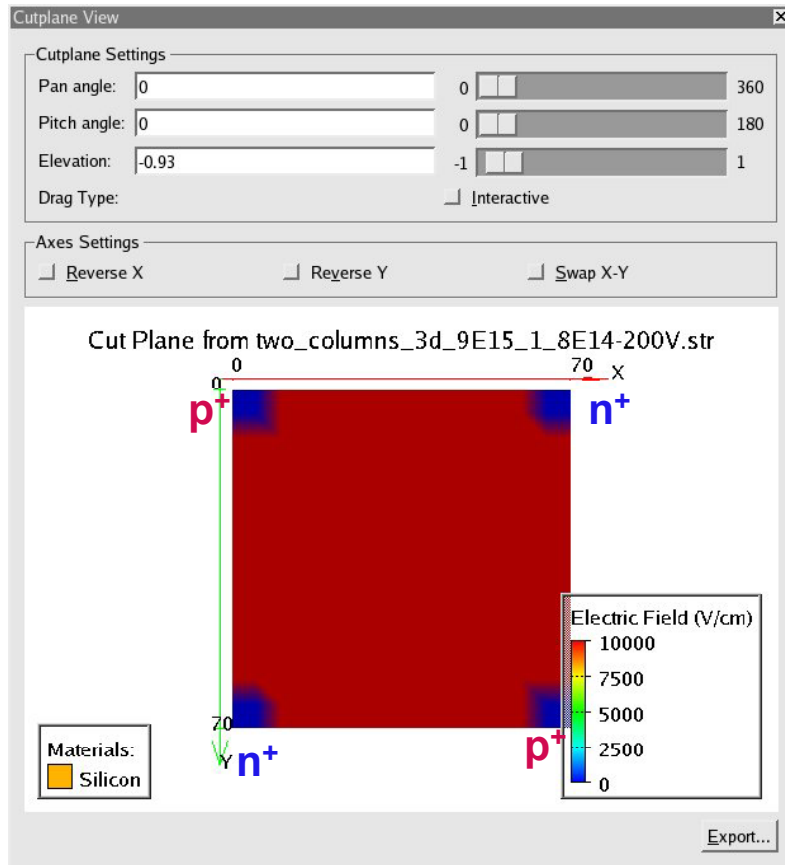 Cutplane View
Cutplane Settings
Pan angle: 0 0 360
Pitch angle: 0 0 180
Elevation: -0.93 -1 1
Drag Type: Interactive
Axes Settings
Reverse X Reverse Y Swap X-Y
Cut Plane from two_columns_3d_9E15_1_8E14-200V.str
0 70 X
0
p+ n+
Electric Field (V/cm)
10000
7500
5000
2500
0
70
Y
n+ p+
Materials:
Silicon
Export...